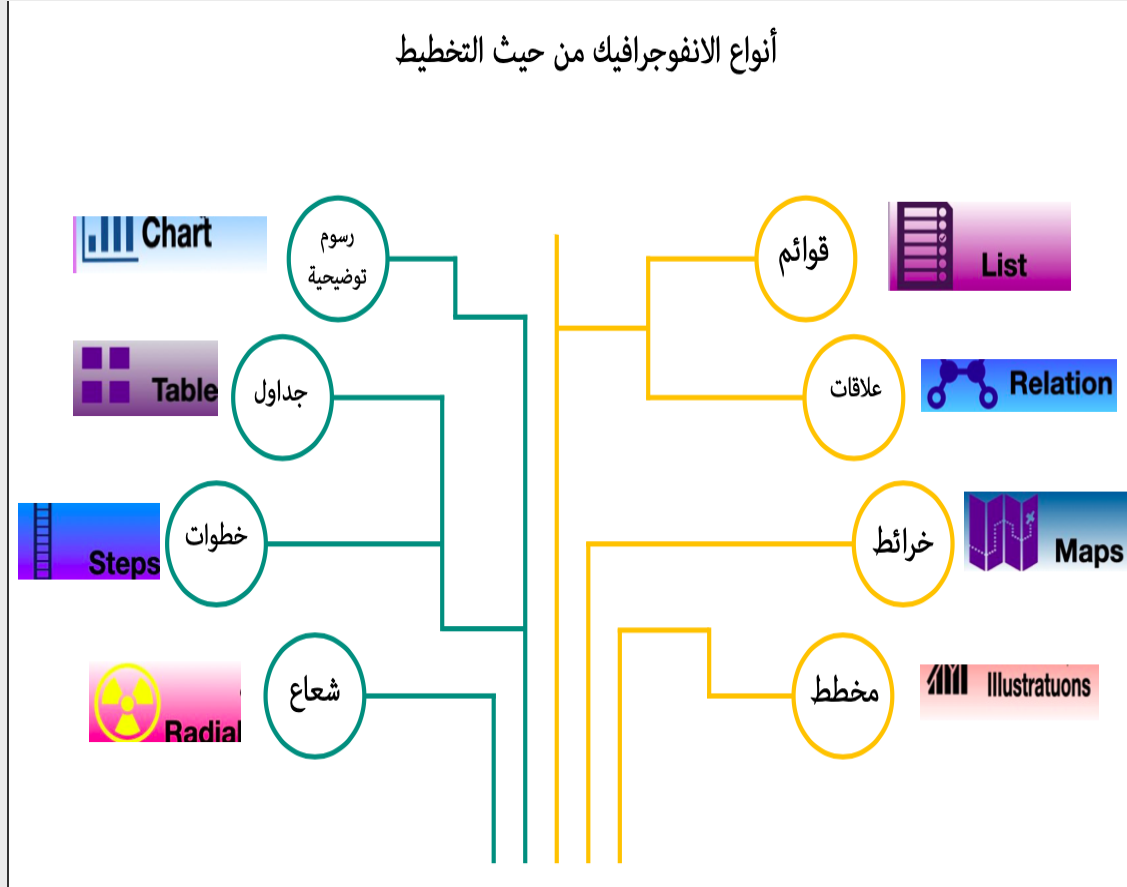 أنواع الانفوجرافيك من حيث التخطيط
قوائم
List
علاقات
Relation
خرائط
Maps
مخطط
Illustratuons
رسوم
توضيحية
Chart
جداول
Table
خطوات
Steps
شعاع
Radial